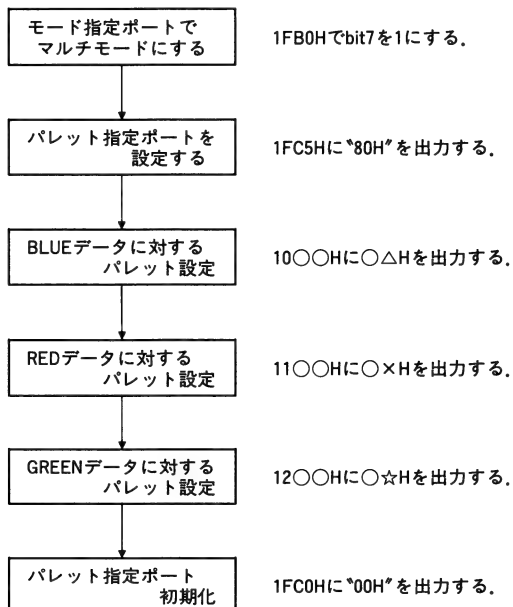 モード指定ポートで
マルチモードにする
1FB0Hでbit7を1にする.
パレット指定ポートを
設定する
1FC5Hに〝80H〞を出力する.
BLUEデータに対する
パレット設定
10○○Hに○△Hを出力する.
REDデータに対する
パレット設定
11○○Hに○×Hを出力する.
GREENデータに対する
パレット設定
12○○Hに○☆Hを出力する.
パレット指定ポート
初期化
1FC0Hに〝00H〞を出力する.